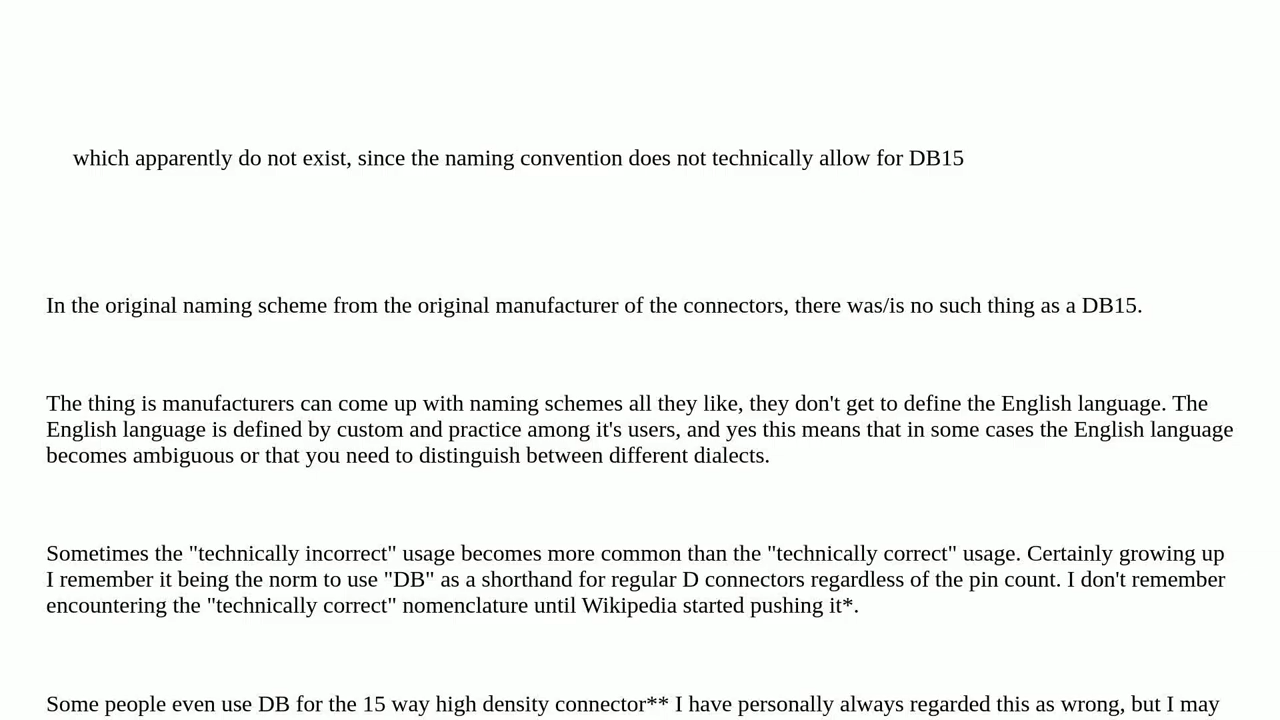 which apparently do not exist, since the naming convention does not technically allow for DB15
In the original naming scheme from the original manufacturer of the connectors, there was/is no such thing as a DB15.
The thing is manufacturers can come up with naming schemes all they like, they don't get to define the English language. The
English language is defined by custom and practice among it's users, and yes this means that in some cases the English language
becomes ambiguous or that you need to distinguish between different dialects.
Sometimes the "technically incorrect" usage becomes more common than the "technically correct" usage. Certainly growing up
I remember it being the norm to use "DB" as a shorthand for regular D connectors regardless of the pin count. I don't remember
encountering the "technically correct" nomenclature until Wikipedia started pushing it*.
Some people even use DB for the 15 way high density connector** I have personally always regarded this as wrong, but I may